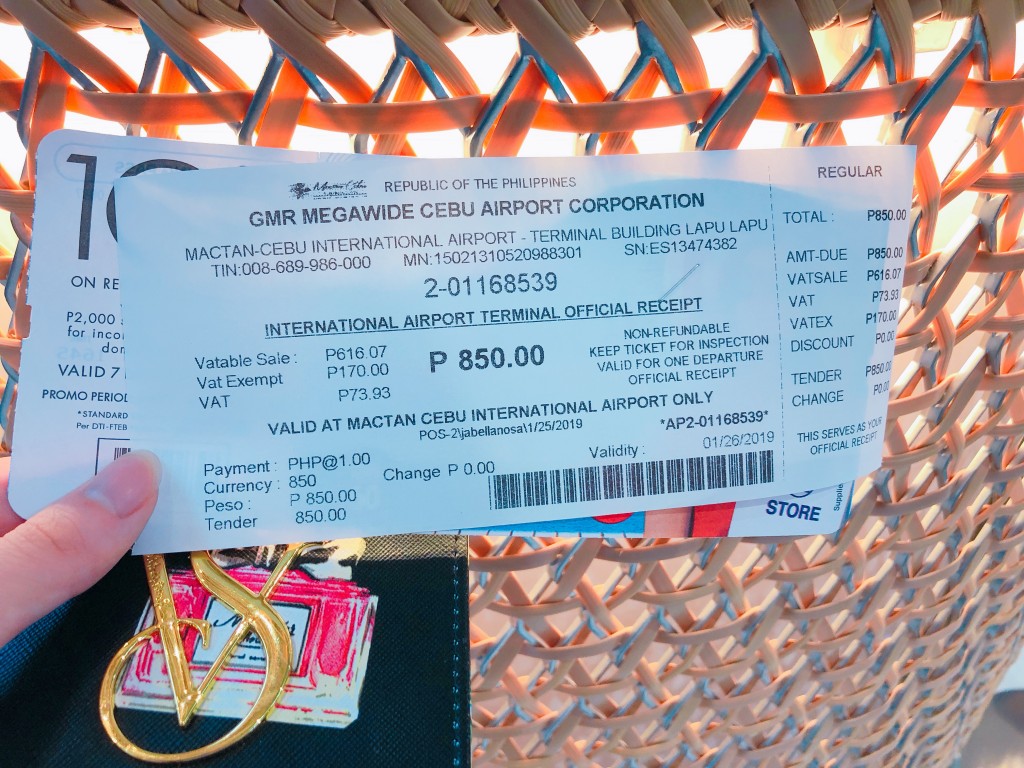 REPUBLIC OF THE PHILIPPINES
GMR MEGAWIDE CEBU AIRPORT CORPORATION
MACTAN-CEBU INTERNATIONAL AIRPORT - TERMINAL BUILDING LAPU LAPU
TIN:008-689-986-000 MN:15021310520988301 SN:ES13474382
2-01168539
INTERNATIONAL AIRPORT TERMINAL OFFICIAL RECEIPT
Vatable Sale : P616.07
Vat Exempt P170.00
VAT P73.93
P 850.00
NON-REFUNDABLE
KEEP TICKET FOR INSPECTION
VALID FOR ONE DEPARTURE
OFFICIAL RECEIPT
VALID AT MACTAN CEBU INTERNATIONAL AIRPORT ONLY
POS-2\jabellanosa\1/25/2019
*AP2-01168539*
Validity : 01/26/2019
Payment : PHP@1.00
Currency : 850
Peso : P 850.00
Tender 850.00
Change P 0.00
REGULAR
TOTAL : P850.00
AMT-DUE P850.00
VATSALE P616.07
VAT P73.93
VATEX P170.00
DISCOUNT P0.00
TENDER P850.00
CHANGE P0.00
THIS SERVES AS YOUR
OFFICIAL RECEIPT
10
ON RE
P2,000
for incor
VALID 7
PROMO PERIOD
*STANDARD
Per DTI-FTEB
STORE